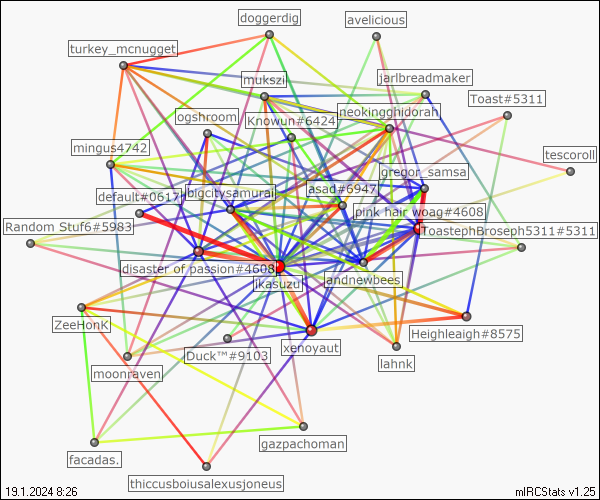 doggerdig
avelicious
turkey_mcnugget
mukszi
jarlbreadmaker
Toast#5311
ogshroom
Knowun#6424
neokingghidorah
mingus4742
tescoroll
gregor_samsa
default#0617
bigcitysamurai
asad#6947
pink hair woag#4608
Random Stuf6#5983
ToastephBroseph5311#5311
disaster of passion#4608
jkasuzu
andnewbees
ZeeHonK
Heighleaigh#8575
xenoyaut
Duck™#9103
lahnk
moonraven
gazpachoman
facadas.
thiccusboiusalexusjoneus
19.1.2024 8:26
mIRCStats v1.25